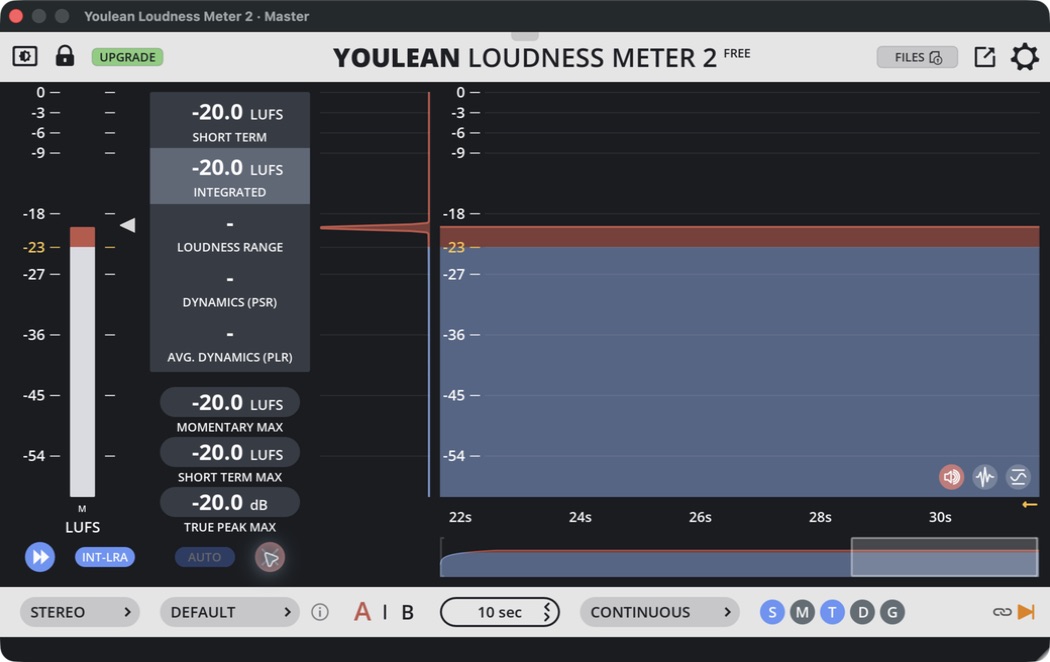 Youlean Loudness Meter 2 · Master
UPGRADE
YOULEAN LOUDNESS METER 2 FREE
FILES
0
-3
-6
-9
-18
-23
-27
-36
-45
-54
M
LUFS
-20.0 LUFS
SHORT TERM
-20.0 LUFS
INTEGRATED
-
LOUDNESS RANGE
-
DYNAMICS (PSR)
-
AVG. DYNAMICS (PLR)
-20.0 LUFS
MOMENTARY MAX
-20.0 LUFS
SHORT TERM MAX
-20.0 dB
TRUE PEAK MAX
0
-3
-6
-9
-18
-23
-27
-36
-45
-54
22s 24s 26s 28s 30s
INT-LRA
AUTO
STEREO
DEFAULT
A | B
10 sec
CONTINUOUS
S M T D G